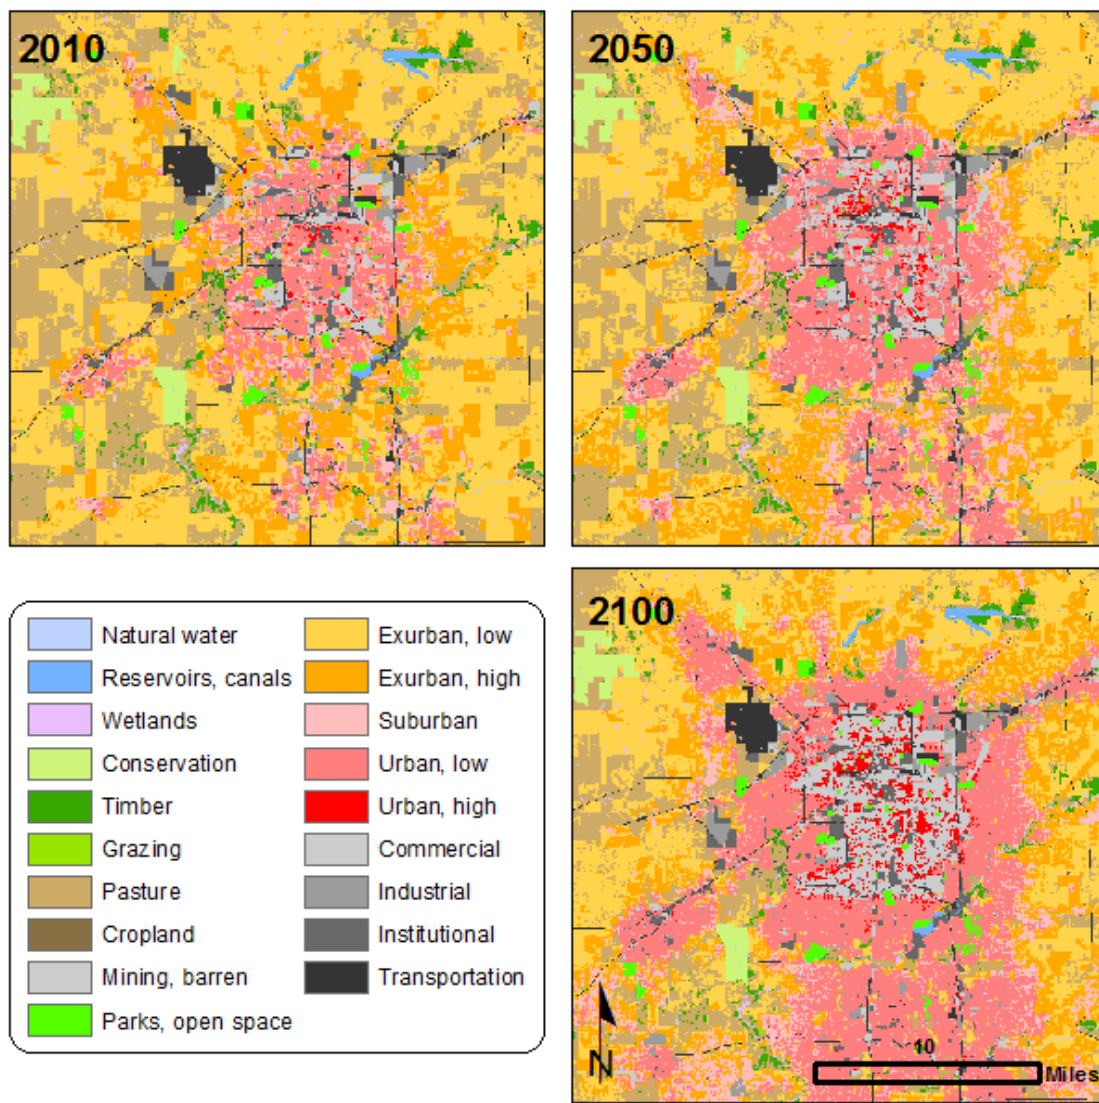 2010
2050
Natural water
Reservoirs, canals
Wetlands
Conservation
Timber
Grazing
Pasture
Cropland
Mining, barren
Parks, open space
Exurban, low
Exurban, high
Suburban
Urban, low
Urban, high
Commercial
Industrial
Institutional
Transportation
2100
N
10
Miles